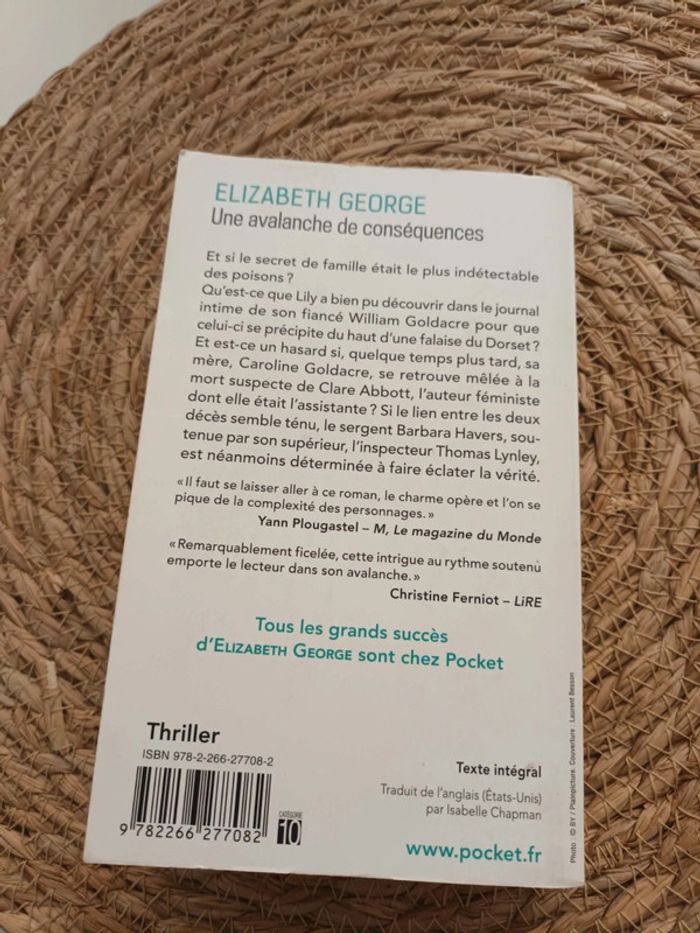 ELIZABETH GEORGE
Une avalanche de conséquences
Et si le secret de famille était le plus indétectable
des poisons ?
Qu'est-ce que Lily a bien pu découvrir dans le journal
intime de son fiancé William Goldacre pour que
celui-ci se précipite du haut d'une falaise du Dorset ?
Et est-ce un hasard si, quelque temps plus tard, sa
mère, Caroline Goldacre, se retrouve mêlée à la
mort suspecte de Clare Abbott, l'auteur féministe
dont elle était l'assistante ? Si le lien entre les deux
décès semble ténu, le sergent Barbara Havers, sou-
tenue par son supérieur, l'inspecteur Thomas Lynley,
est néanmoins déterminée à faire éclater la vérité.
« Il faut se laisser aller à ce roman, le charme opère et l'on se
pique de la complexité des personnages. »
Yann Plougastel – M, Le magazine du Monde
« Remarquablement ficelée, cette intrigue au rythme soutenu
emporte le lecteur dans son avalanche. »
Christine Ferniot – LiRE
Tous les grands succès
d'ELIZABETH GEORGE sont chez Pocket
Thriller
ISBN 978-2-266-27708-2
9 782266 277082
CATÉGORIE
10
Texte intégral
Traduit de l'anglais (États-Unis)
par Isabelle Chapman
www.pocket.fr
Photo : © BY / Plainpicture. Couverture : Laurent Besson